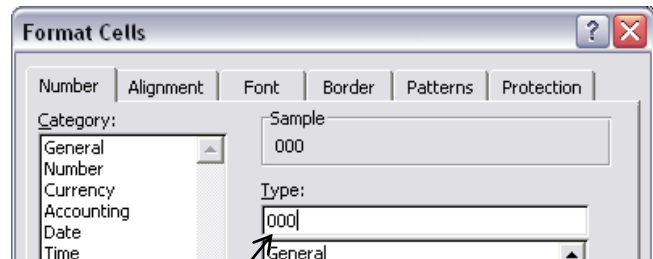 Format Cells
Number Alignment Font Border Patterns Protection
Category:
General
Number
Currency
Accounting
Date
Time
Sample
000
Type:
000
General